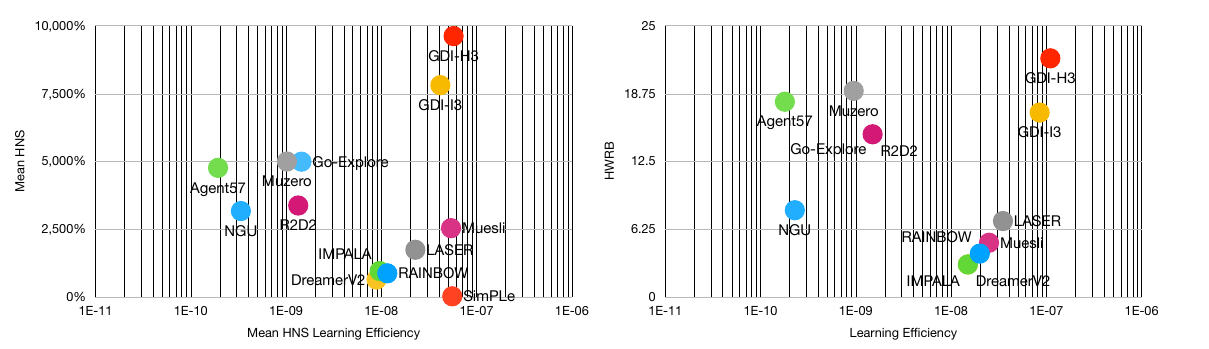 10,000%
GDI-H3
7,500%
GDI-I3
Mean HNS
5,000%
Go-Explore
Muzero
Agent57
R2D2
NGU
2,500%
Muesli
IMPALA
LASER
DreamerV2
RAINBOW
0%
SimPLe
1E-11 1E-10 1E-09 1E-08 1E-07 1E-06
Mean HNS Learning Efficiency
25
GDI-H3
18.75
Muzero
Agent57
GDI-I3
Go-Explore
R2D2
HWRB
12.5
NGU
6.25
LASER
RAINBOW
Muesli
IMPALA
DreamerV2
0
1E-11 1E-10 1E-09 1E-08 1E-07 1E-06
Learning Efficiency